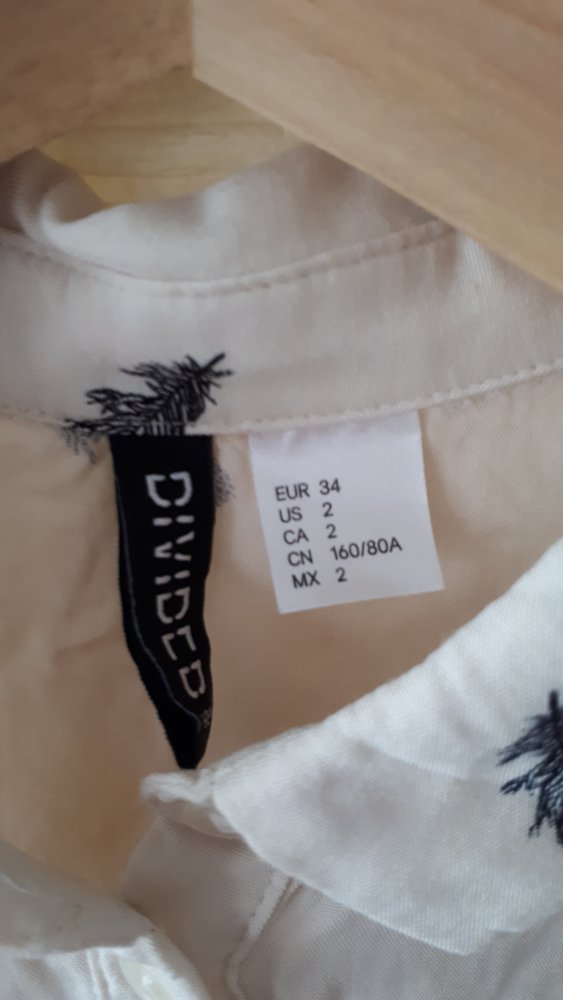 DIVIDED
EUR 34
US 2
CA 2
CN 160/80A
MX 2